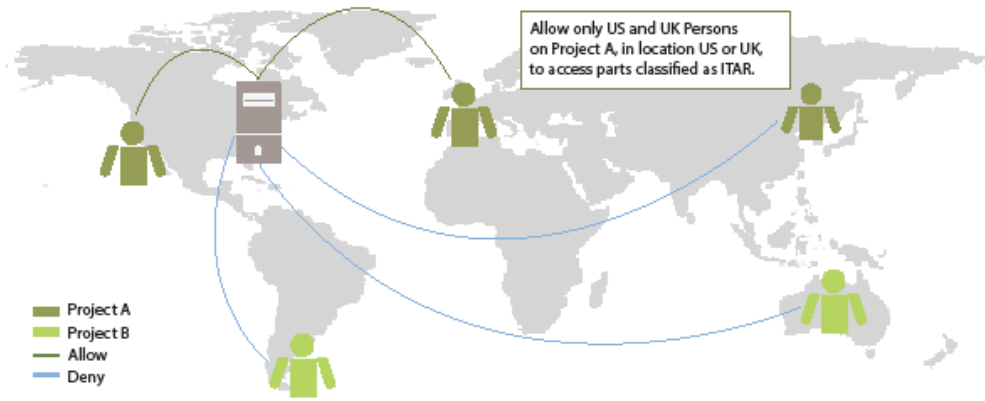 Allow only US and UK Persons
on Project A, in location US or UK,
to access parts classified as ITAR.
Project A
Project B
Allow
Deny